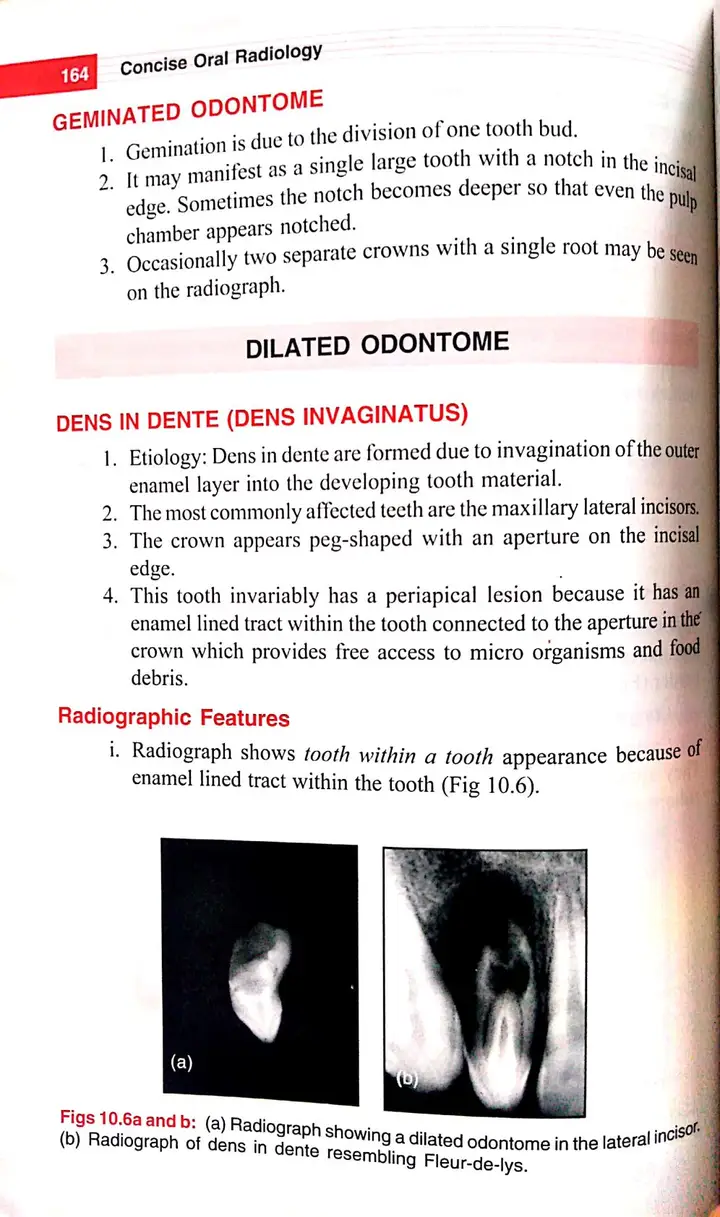 164 Concise Oral Radiology
GEMINATED ODONTOME
1. Gemination is due to the division of one tooth bud.
2. It may manifest as a single large tooth with a notch in the incisal
edge. Sometimes the notch becomes deeper so that even the pulp
chamber appears notched.
3. Occasionally two separate crowns with a single root may be seen
on the radiograph.
DILATED ODONTOME
DENS IN DENTE (DENS INVAGINATUS)
1. Etiology: Dens in dente are formed due to invagination of the outer
enamel layer into the developing tooth material.
2. The most commonly affected teeth are the maxillary lateral incisors.
3. The crown appears peg-shaped with an aperture on the incisal
edge.
4. This tooth invariably has a periapical lesion because it has an
enamel lined tract within the tooth connected to the aperture in the
crown which provides free access to micro organisms and food
debris.
Radiographic Features
i. Radiograph shows tooth within a tooth appearance because of
enamel lined tract within the tooth (Fig 10.6).
(a)
(b)
Figs 10.6a and b: (a) Radiograph showing a dilated odontome in the lateral incisor.
(b) Radiograph of dens in dente resembling Fleur-de-lys.